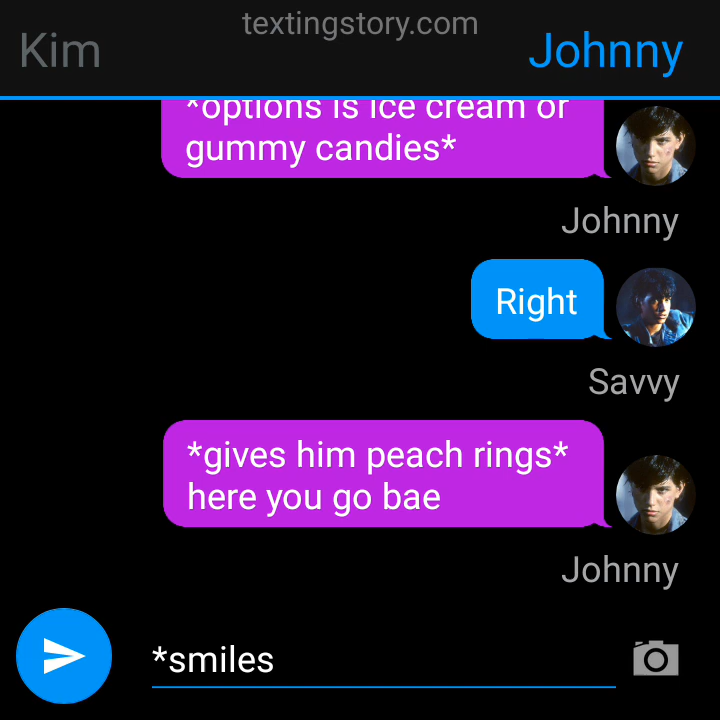 textingstory.com
Kim
Johnny
*options is ice cream or
gummy candies*
Johnny
Right
Savvy
*gives him peach rings*
here you go bae
Johnny
*smiles